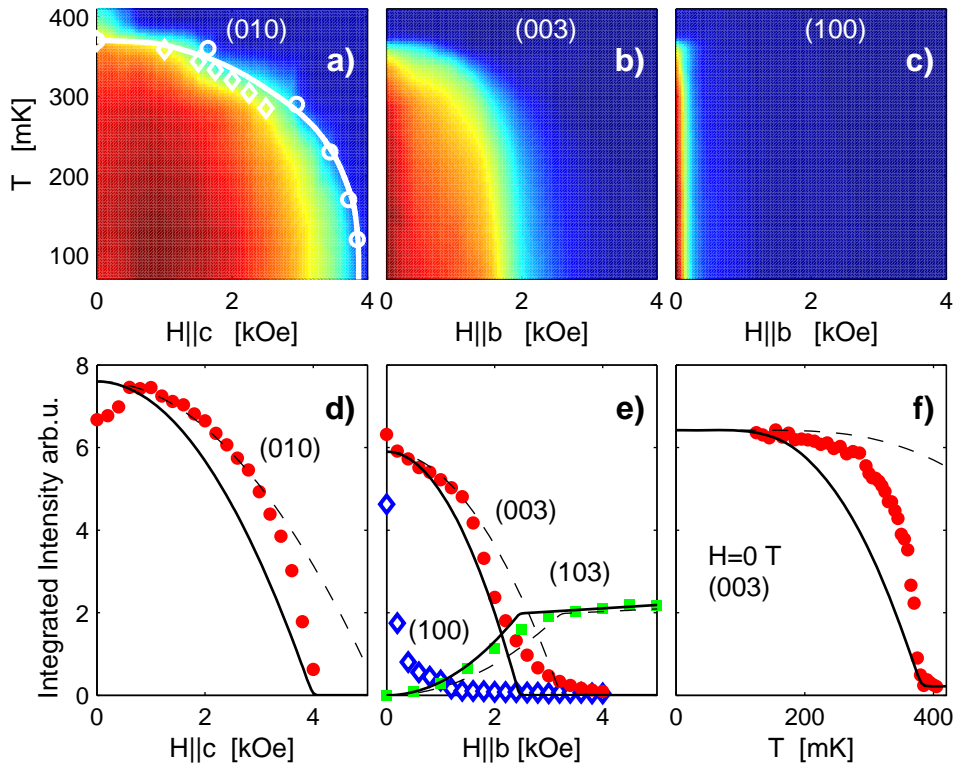 400
300
200
100
T [mK]
(010)
a)
(003)
b)
(100)
c)
0
2
4
H||c [kOe]
0
2
4
H||b [kOe]
0
2
4
H||b [kOe]
8
6
4
2
0
Integrated Intensity arb.u.
d)
(010)
e)
(003)
(103)
(100)
f)
H=0 T
(003)
0
2
4
H||c [kOe]
0
2
4
H||b [kOe]
0
200
400
T [mK]